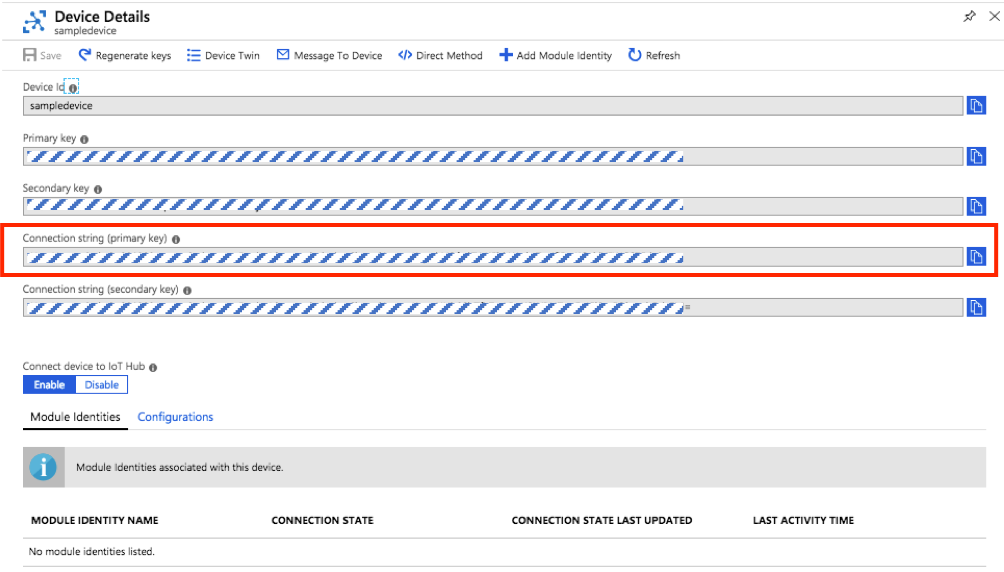 Device Details
sampledevice
Save Regenerate keys Device Twin Message To Device </> Direct Method Add Module Identity Refresh
Device Id
sampledevice
Primary key
Secondary key
Connection string (primary key)
Connection string (secondary key)
=
Connect device to IoT Hub
Enable Disable
Module Identities Configurations
Module Identities associated with this device.
MODULE IDENTITY NAME CONNECTION STATE CONNECTION STATE LAST UPDATED LAST ACTIVITY TIME
No module identities listed.